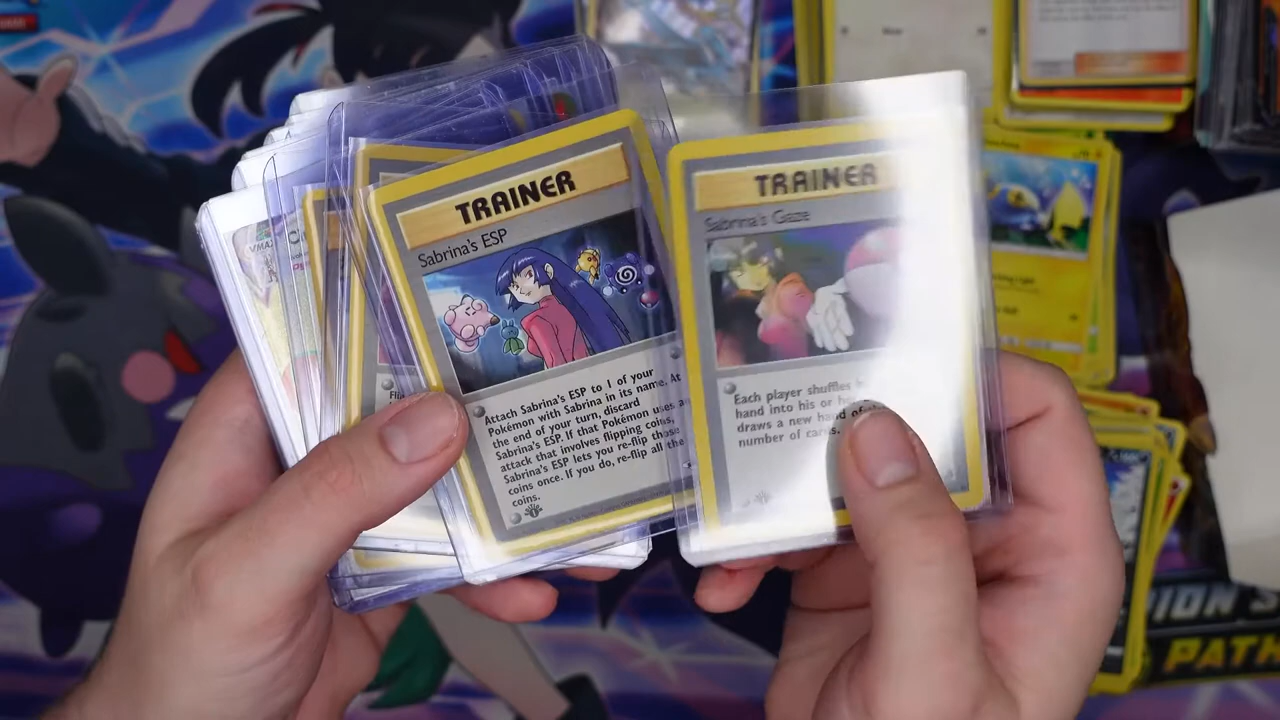 TRAINER
Sabrina's ESP
Attach Sabrina's ESP to 1 of your
Pokémon with Sabrina in its name. At
the end of your turn, discard
Sabrina's ESP. If that Pokémon uses
attack that involves flipping coins,
Sabrina's ESP lets you re-flip those
coins once. If you do, re-flip all the
coins.
TRAINER
Sabrina's Gaze
Each player shuffles
hand into his or
draws a new hand of
number of cards.
VMAX
PATH